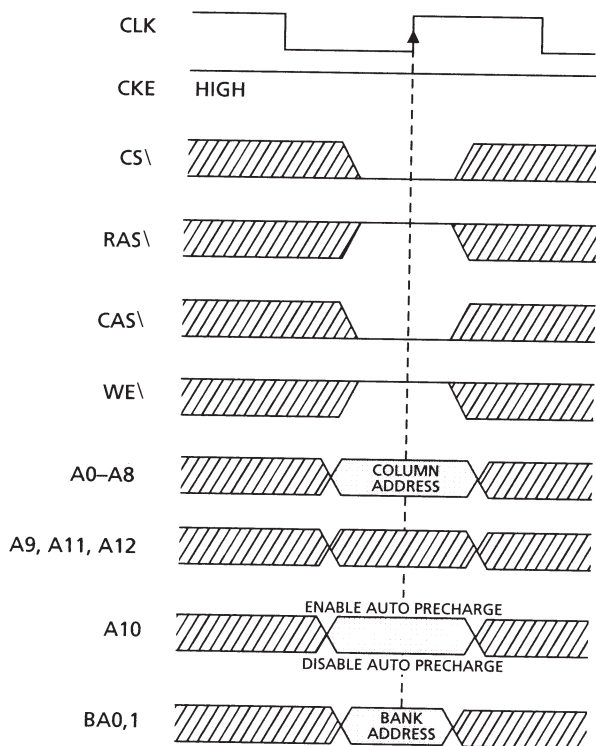 CLK
CKE HIGH
CS\
RAS\
CAS\
WE\
A0–A8 COLUMN
ADDRESS
A9, A11, A12
ENABLE AUTO PRECHARGE
A10
DISABLE AUTO PRECHARGE
BA0,1 BANK
ADDRESS